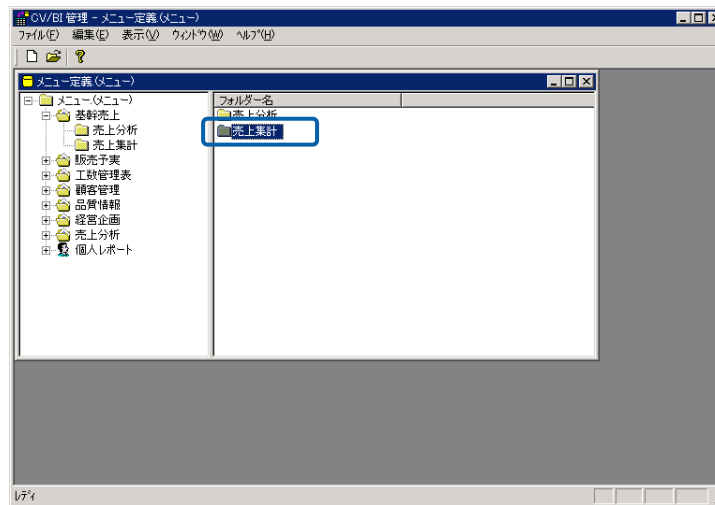 CV/BI 管理 - メニュー定義(メニュー)
ファイル(F) 編集(E) 表示(V) ウィンドウ(W) ヘルプ(H)
メニュー定義(メニュー)
メニュー.(メニュー)
基幹売上
売上分析
売上集計
販売予実
工数管理表
顧客管理
品質情報
経営企画
売上分析
個人レポート
フォルダー名
売上分析
売上集計
レディ